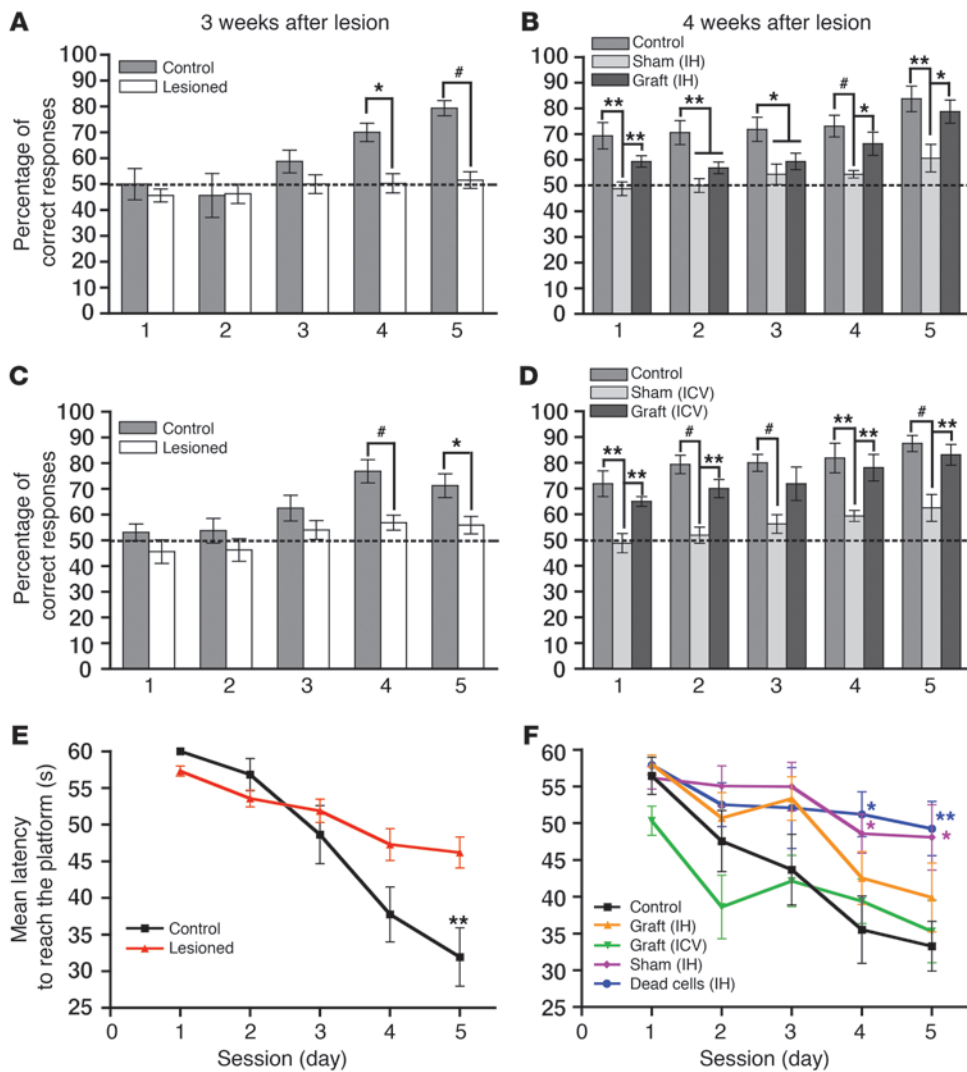 3 weeks after lesion
4 weeks after lesion
A
Control
Lesioned
Percentage of
correct responses
100
90
80
70
60
50
40
30
20
10
0
*
#
1 2 3 4 5
B
Control
Sham (IH)
Graft (IH)
100
90
80
70
60
50
40
30
20
10
0
** ** ** * # * ** *
1 2 3 4 5
C
Control
Lesioned
Percentage of
correct responses
100
90
80
70
60
50
40
30
20
10
0
# *
1 2 3 4 5
D
Control
Sham (ICV)
Graft (ICV)
100
90
80
70
60
50
40
30
20
10
0
** ** # ** # ** ** # **
1 2 3 4 5
E
Mean latency
to reach the platform (s)
60
55
50
45
40
35
30
25
Control
Lesioned
**
0 1 2 3 4 5
Session (day)
F
60
55
50
45
40
35
30
25
* * ** *
Control
Graft (IH)
Graft (ICV)
Sham (IH)
Dead cells (IH)
0 1 2 3 4 5
Session (day)